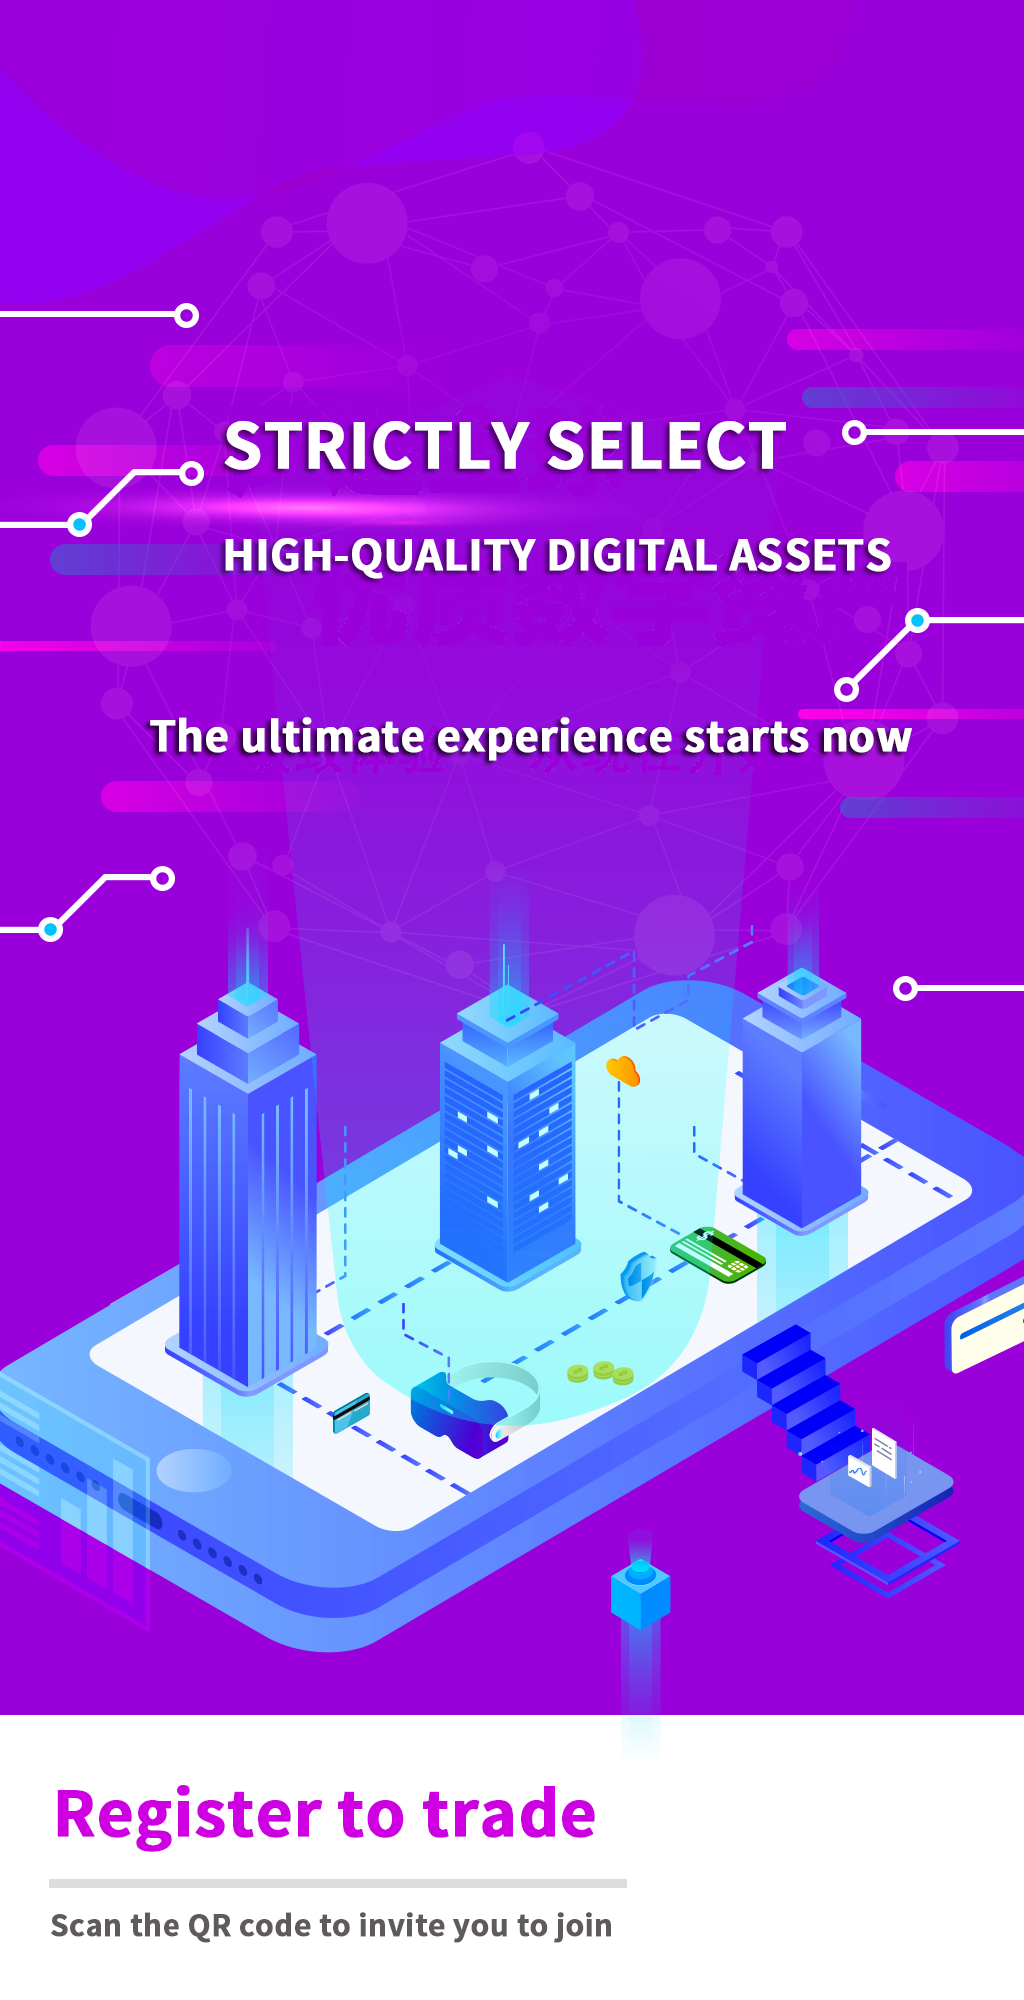 STRICTLY SELECT
HIGH-QUALITY DIGITAL ASSETS
The ultimate experience starts now
Register to trade
Scan the QR code to invite you to join